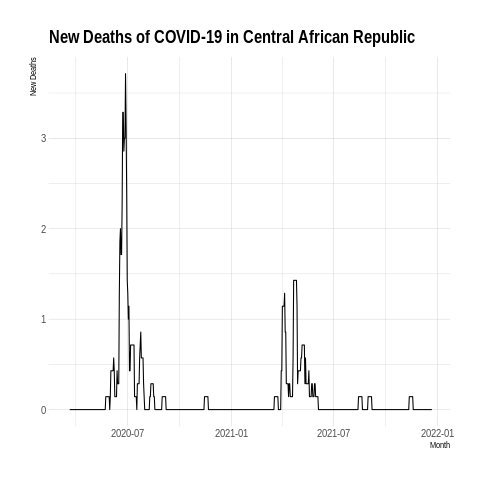 New Deaths of COVID-19 in Central African Republic
New Deaths
3
2
1
0
2020-07
2021-01
2021-07
2022-01
Month